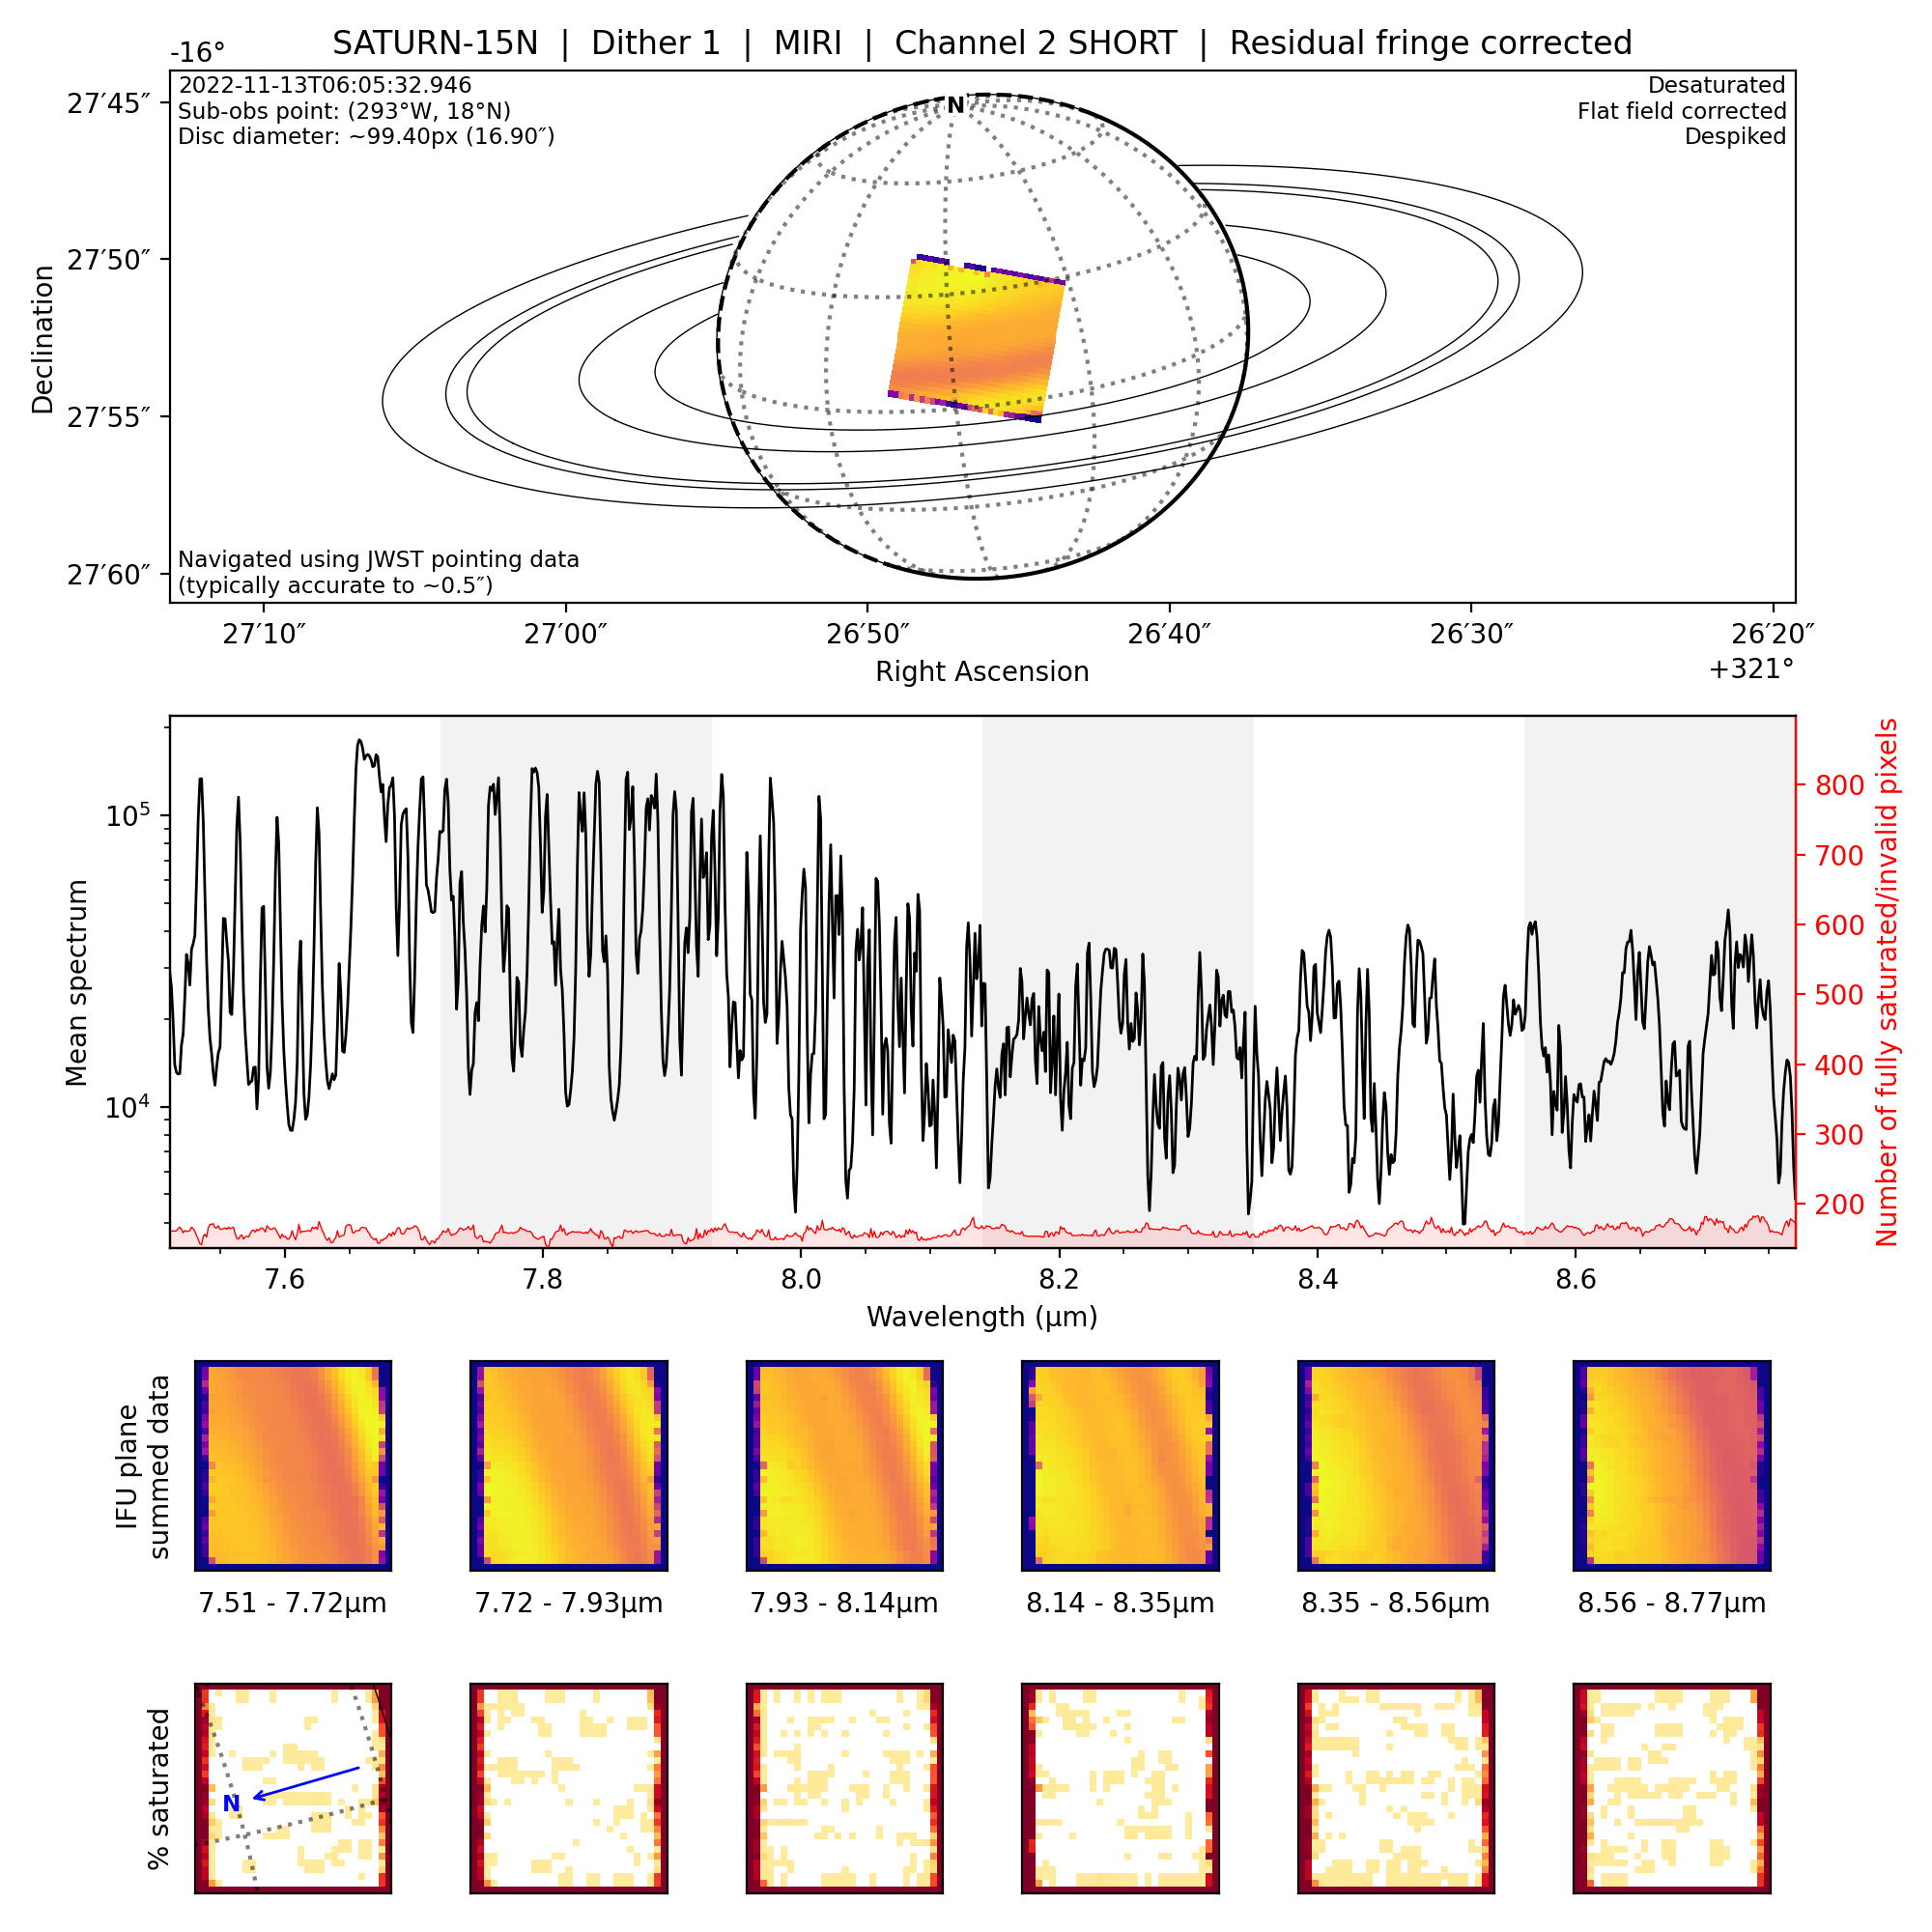 SATURN-15N | Dither 1 | MIRI | Channel 2 SHORT | Residual fringe corrected
-16°
2022-11-13T06:05:32.946
Sub-obs point: (293°W, 18°N)
Disc diameter: ~99.40px (16.90″)
Desaturated
Flat field corrected
Despiked
N
27′45″
27′50″
27′55″
27′60″
Declination
Navigated using JWST pointing data
(typically accurate to ~0.5″)
27′10″ 27′00″ 26′50″ 26′40″ 26′30″ 26′20″
Right Ascension
+321°
Mean spectrum
10⁵
10⁴
800
700
600
500
400
300
200
Number of fully saturated/invalid pixels
7.6 7.8 8.0 8.2 8.4 8.6
Wavelength (μm)
IFU plane
summed data
7.51 - 7.72μm 7.72 - 7.93μm 7.93 - 8.14μm 8.14 - 8.35μm 8.35 - 8.56μm 8.56 - 8.77μm
% saturated
N